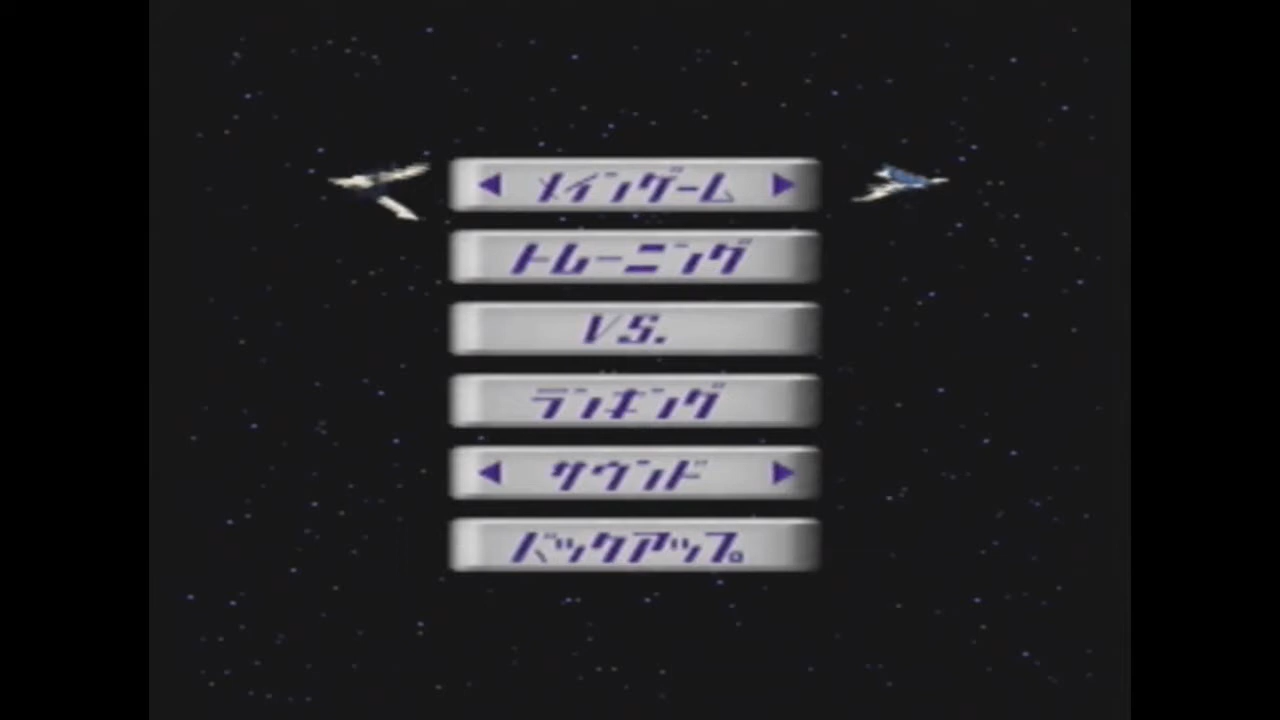 メインゲーム
トレーニング
VS.
ランキング
サウンド
バックアップ